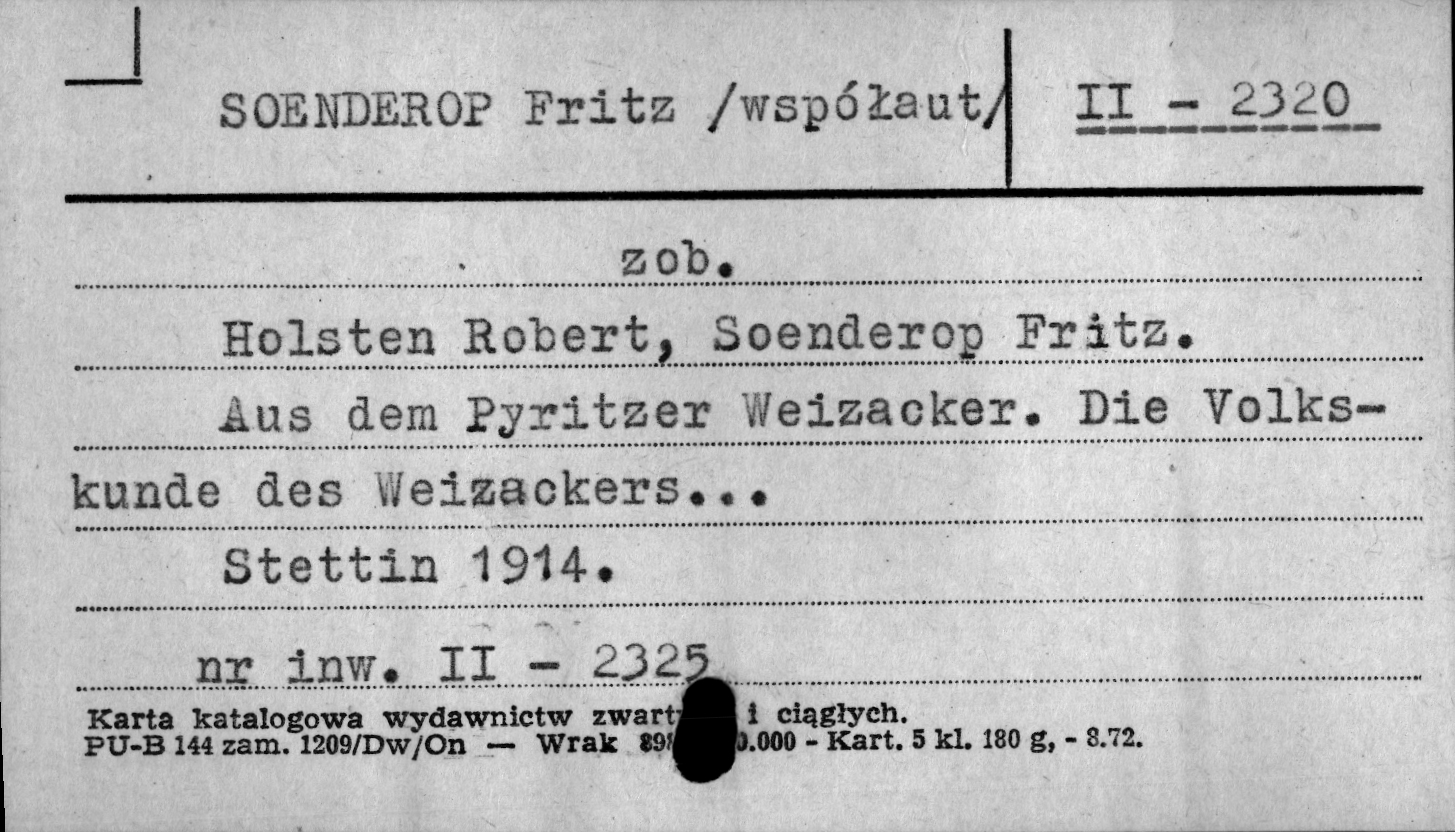 SOENDEROP Fritz /współaut/ II - 2320
zob.
Holsten Robert, Soenderop Fritz.
Aus dem Pyritzer Weizacker. Die Volks-
kunde des Weizackers...
Stettin 1914.
nr inw. II - 2325
Karta katalogowa wydawnictw i ciągłych.
PU-B 144 zam. 1209/Dw/On — Wrak - Kart. 5 kl. 180 g, - 8.72.